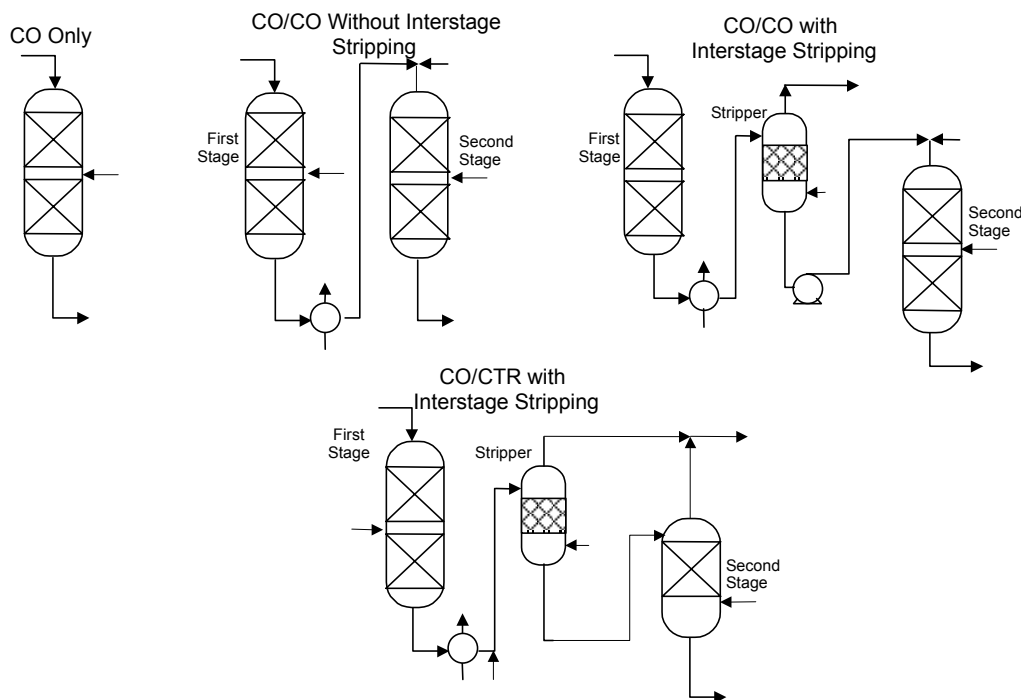 CO Only
CO/CO Without Interstage
Stripping
First
Stage
Second
Stage
CO/CO with
Interstage Stripping
First
Stage
Stripper
Second
Stage
CO/CTR with
Interstage Stripping
First
Stage
Stripper
Second
Stage